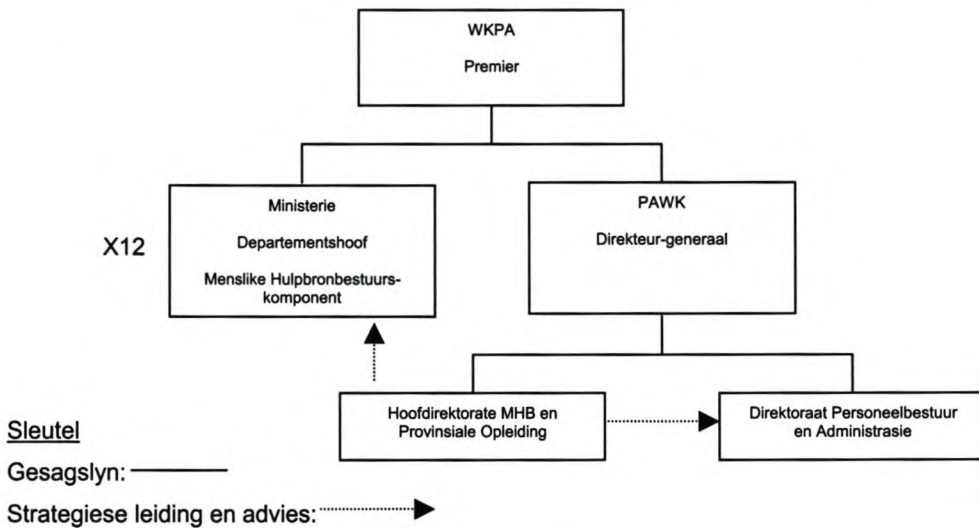 WKPA
Premier
Ministerie
Departementshoof
Menslike Hulpbronbestuurs-
komponent
X12
PAWK
Direkteur-generaal
Hoofdirektorate MHB en
Provinsiale Opleiding
Direktoraat Personeelbestuur
en Administrasie
Sleutel
Gesagslyn:
Strategiese leiding en advies: